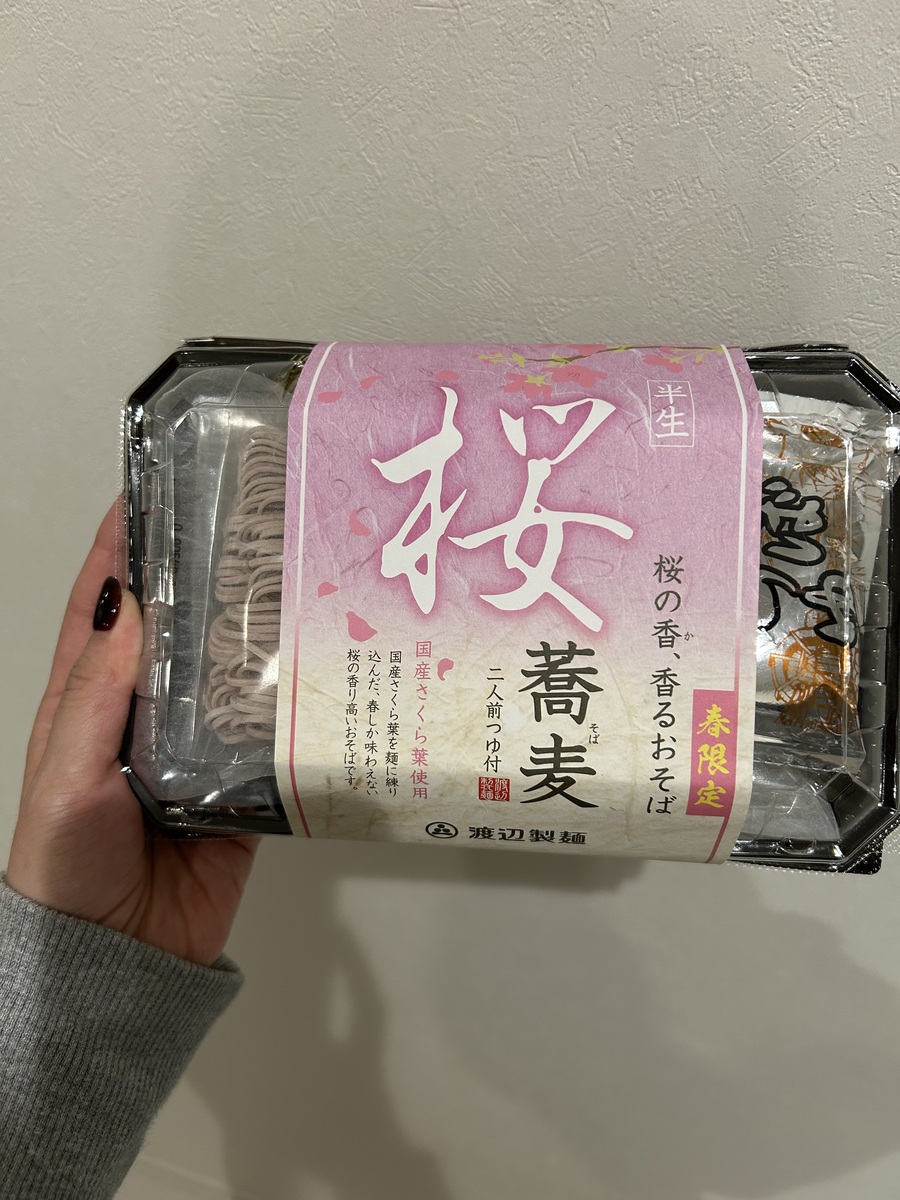 半生
桜
桜の香、香るおそば
か
春限定
蕎麦
そば
二人前つゆ付
国産さくら葉使用
国産さくら葉を麺に練り
込んだ、春しか味わえない
桜の香り高いおそばです。
渡辺製麺